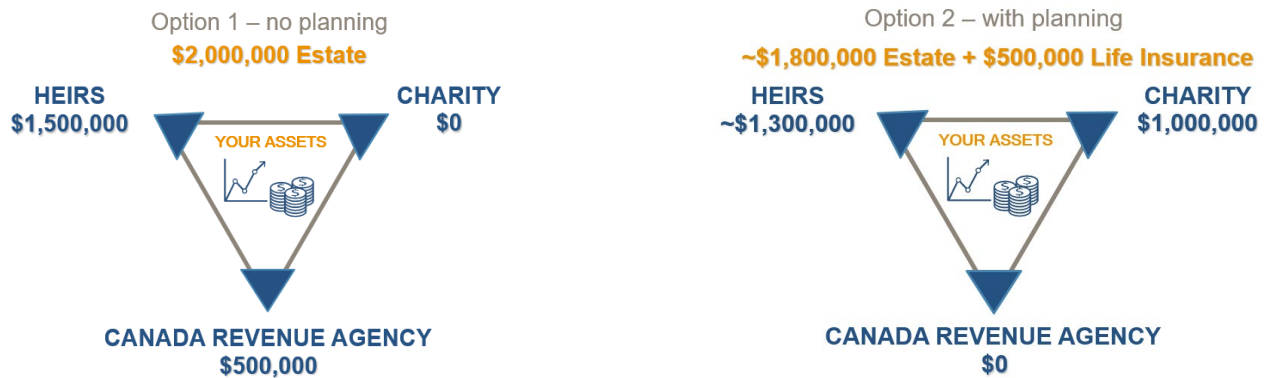 Option 1 – no planning
$2,000,000 Estate
HEIRS
$1,500,000
CHARITY
$0
YOUR ASSETS
$ $
$
CANADA REVENUE AGENCY
$500,000
Option 2 – with planning
~$1,800,000 Estate + $500,000 Life Insurance
HEIRS
~$1,300,000
CHARITY
$1,000,000
YOUR ASSETS
$ $
$
CANADA REVENUE AGENCY
$0